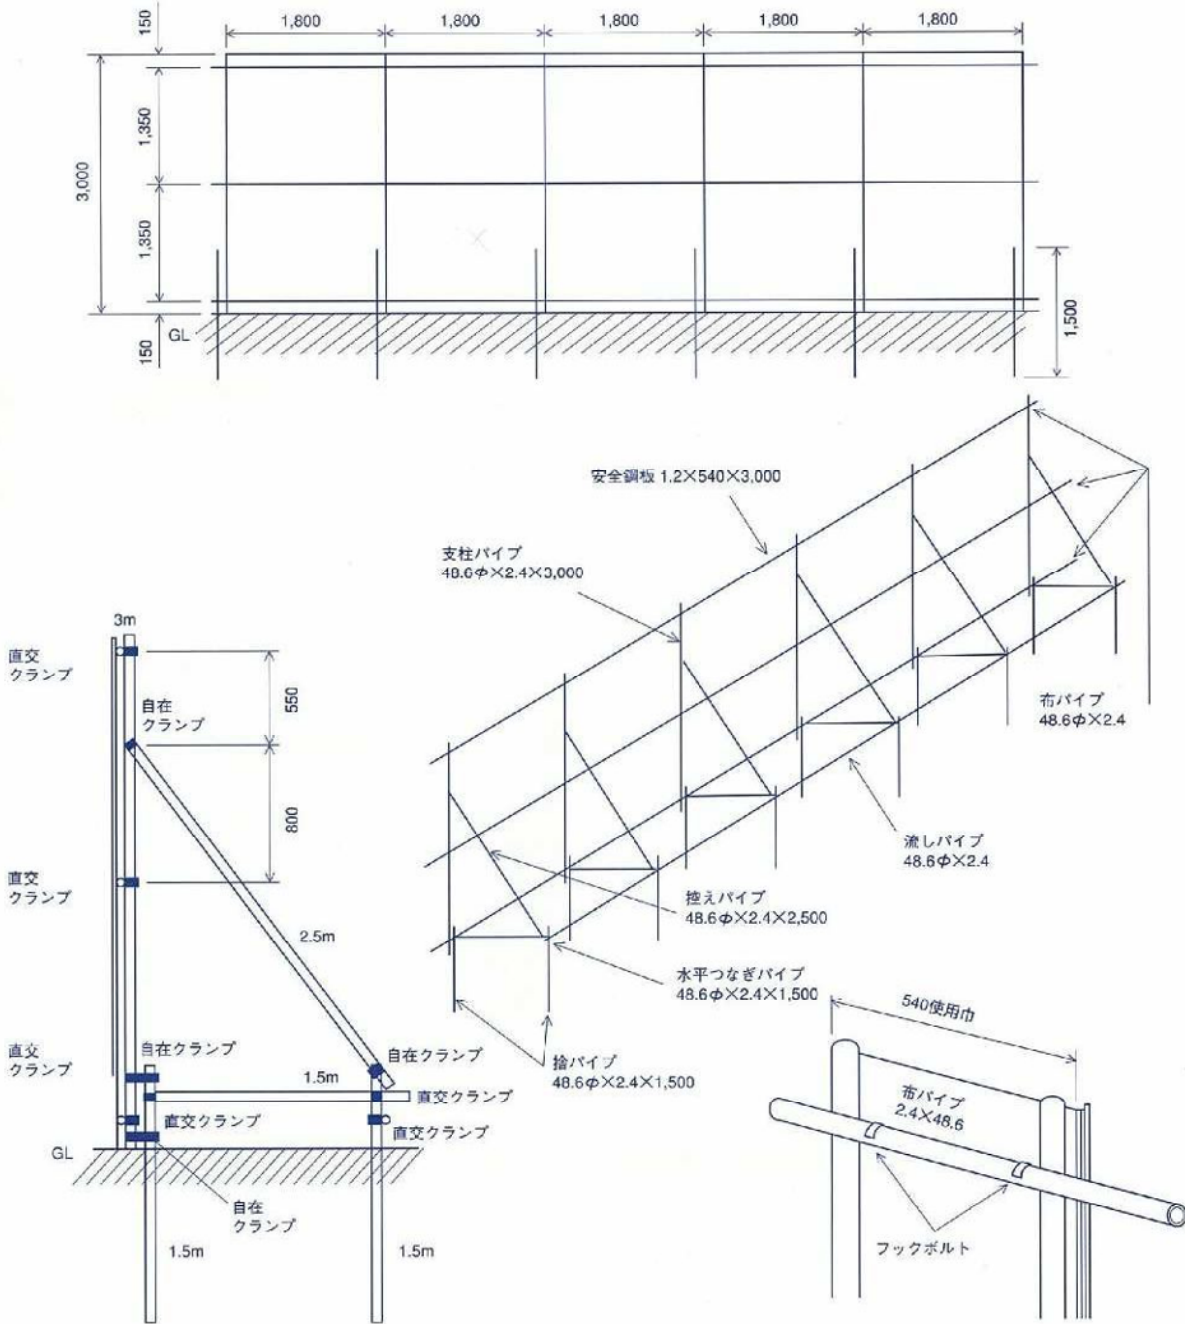 150
1,800
1,800
1,800
1,800
1,800
1,350
3,000
1,350
GL
150
1,500
安全鋼板 1.2×540×3,000
支柱パイプ
48.6φ×2.4×3,000
布パイプ
48.6φ×2.4
流しパイプ
48.6φ×2.4
控えパイプ
48.6φ×2.4×2,500
水平つなぎパイプ
48.6φ×2.4×1,500
捨パイプ
48.6φ×2.4×1,500
3m
直交
クランプ
自在
クランプ
550
800
直交
クランプ
2.5m
直交
クランプ
自在クランプ
自在クランプ
1.5m
直交クランプ
直交クランプ
直交クランプ
GL
自在
クランプ
1.5m
1.5m
540使用巾
布パイプ
2.4×48.6
フックボルト